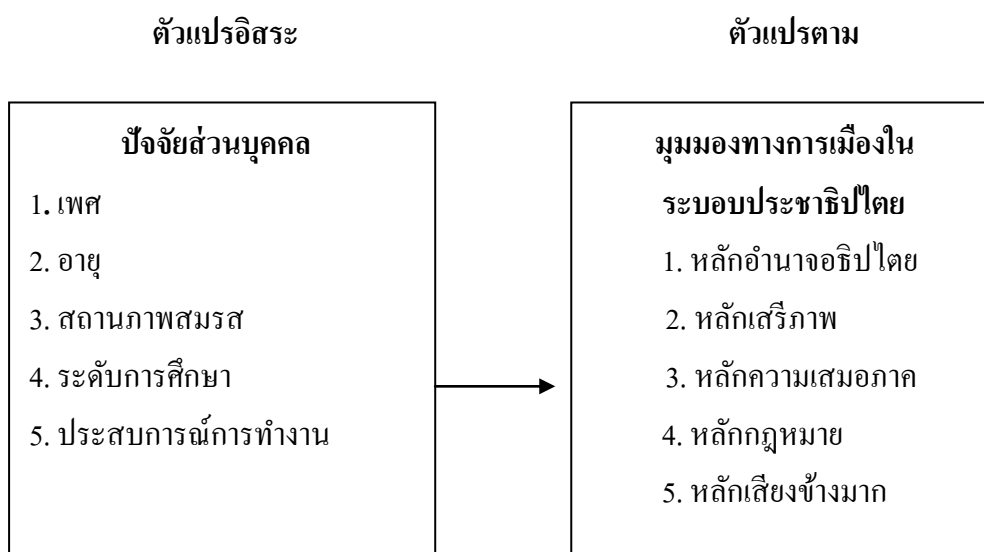 ตัวแปรอิสระ
ตัวแปรตาม
ปัจจัยส่วนบุคคล
1. เพศ
2. อายุ
3. สถานภาพสมรส
4. ระดับการศึกษา
5. ประสบการณ์การทำงาน
มุมมองทางการเมืองใน
ระบอบประชาธิปไตย
1. หลักอำนาจอธิปไตย
2. หลักเสรีภาพ
3. หลักความเสมอภาค
4. หลักกฎหมาย
5. หลักเสียงข้างมาก